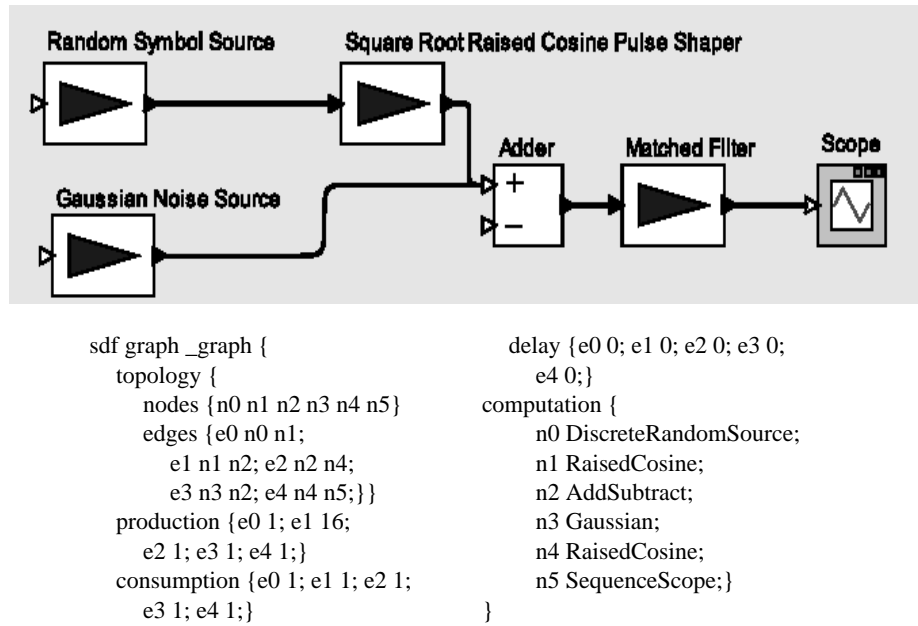 Random Symbol Source
Square Root Raised Cosine Pulse Shaper
Adder
Matched Filter
Scope
+
−
Gaussian Noise Source
sdf graph _graph {
topology {
nodes {n0 n1 n2 n3 n4 n5}
edges {e0 n0 n1;
e1 n1 n2; e2 n2 n4;
e3 n3 n2; e4 n4 n5;}}
production {e0 1; e1 16;
e2 1; e3 1; e4 1;}
consumption {e0 1; e1 1; e2 1;
e3 1; e4 1;}
delay {e0 0; e1 0; e2 0; e3 0;
e4 0;}
computation {
n0 DiscreteRandomSource;
n1 RaisedCosine;
n2 AddSubtract;
n3 Gaussian;
n4 RaisedCosine;
n5 SequenceScope;}
}